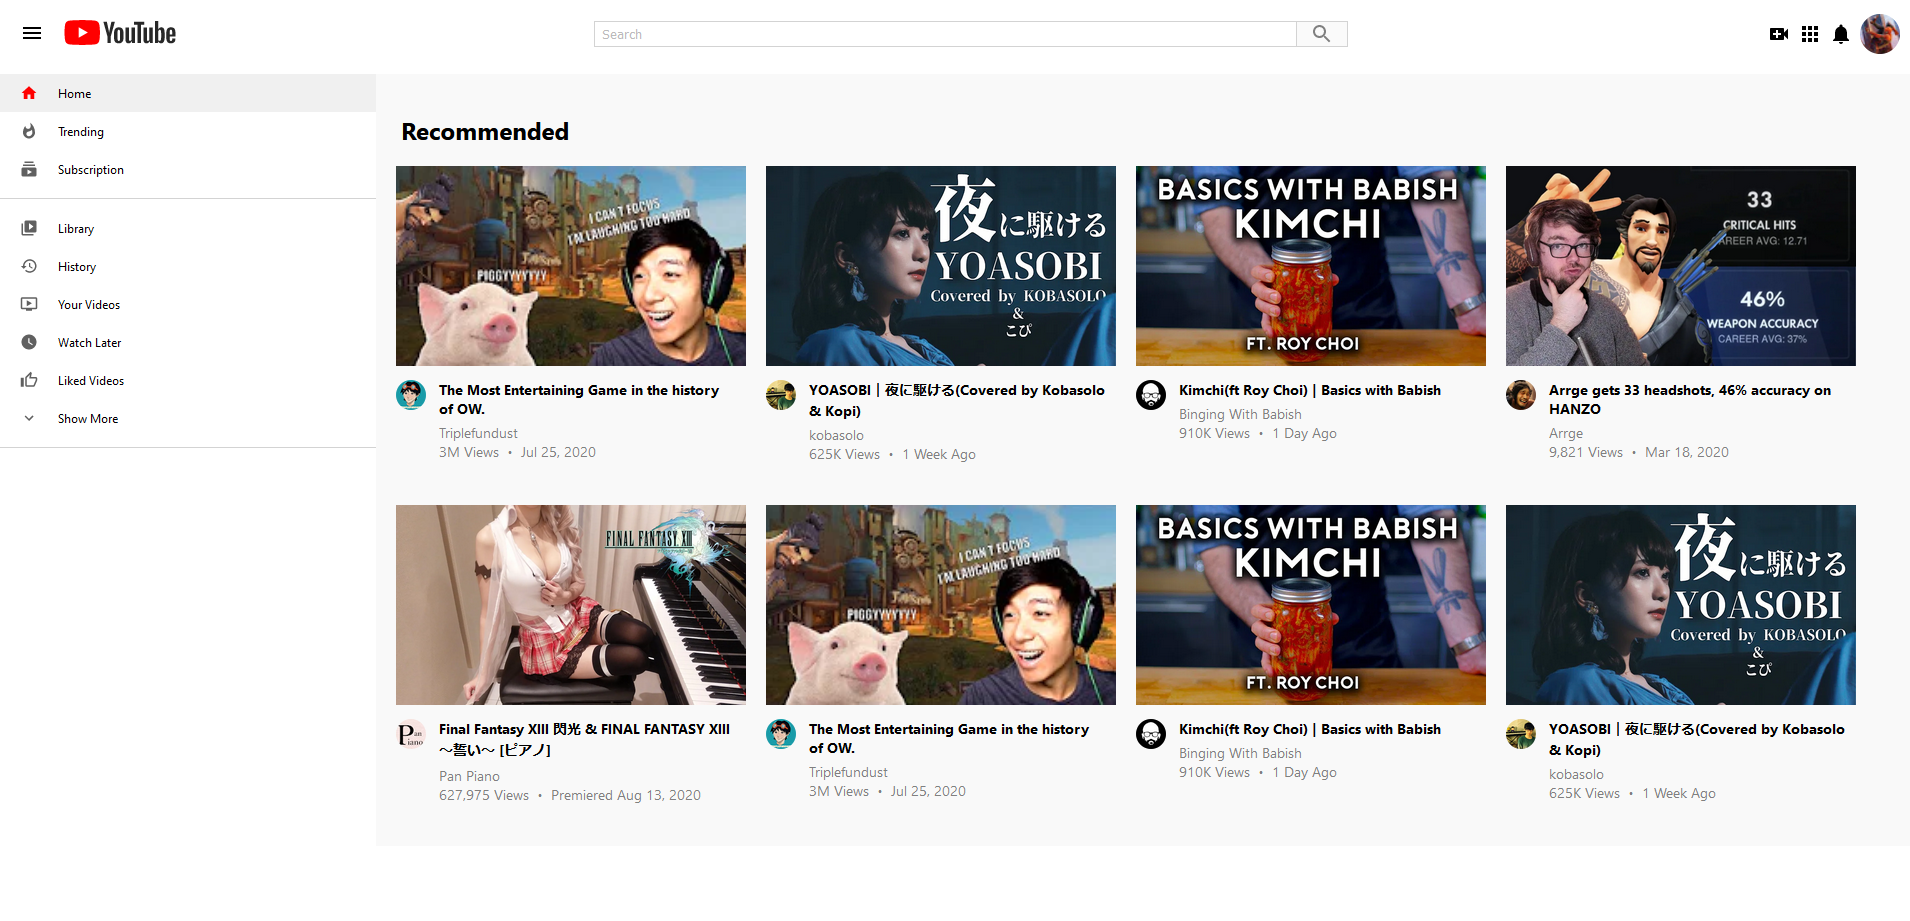 YouTube
Search
Home
Trending
Subscription
Library
History
Your Videos
Watch Later
Liked Videos
Show More
Recommended
I CAN'T FOCUS
I'M LAUGHING TOO HARD
PIGGYYYYYYY
夜に駆ける
YOASOBI
Covered by KOBASOLO
&
こぴ
BASICS WITH BABISH
KIMCHI
FT. ROY CHOI
33
CRITICAL HITS
CAREER AVG: 12.71
46%
WEAPON ACCURACY
CAREER AVG: 37%
The Most Entertaining Game in the history
of OW.
Triplefundust
3M Views • Jul 25, 2020
YOASOBI｜夜に駆ける(Covered by Kobasolo
& Kopi)
kobasolo
625K Views • 1 Week Ago
Kimchi(ft Roy Choi) | Basics with Babish
Binging With Babish
910K Views • 1 Day Ago
Arrge gets 33 headshots, 46% accuracy on
HANZO
Arrge
9,821 Views • Mar 18, 2020
FINAL FANTASY XIII
I CAN'T FOCUS
I'M LAUGHING TOO HARD
PIGGYYYYYYY
BASICS WITH BABISH
KIMCHI
FT. ROY CHOI
夜に駆ける
YOASOBI
Covered by KOBASOLO
&
こぴ
Pan
Piano
Final Fantasy XIII 閃光 & FINAL FANTASY XIII
～誓い～ [ピアノ]
Pan Piano
627,975 Views • Premiered Aug 13, 2020
The Most Entertaining Game in the history
of OW.
Triplefundust
3M Views • Jul 25, 2020
Kimchi(ft Roy Choi) | Basics with Babish
Binging With Babish
910K Views • 1 Day Ago
YOASOBI｜夜に駆ける(Covered by Kobasolo
& Kopi)
kobasolo
625K Views • 1 Week Ago